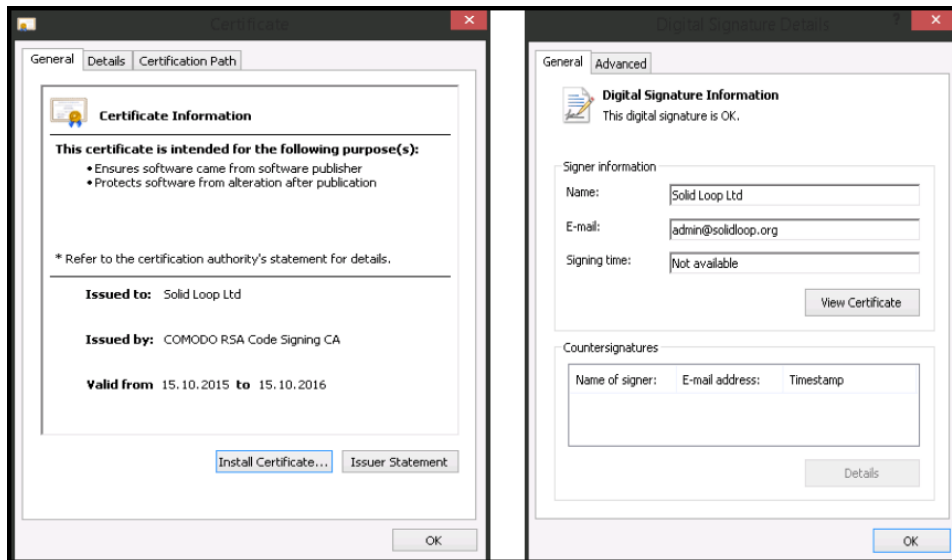 Certificate
General Details Certification Path
Certificate Information
This certificate is intended for the following purpose(s):
• Ensures software came from software publisher
• Protects software from alteration after publication
* Refer to the certification authority's statement for details.
Issued to: Solid Loop Ltd
Issued by: COMODO RSA Code Signing CA
Valid from 15.10.2015 to 15.10.2016
Install Certificate... Issuer Statement
OK
Digital Signature Details
?
General Advanced
Digital Signature Information
This digital signature is OK.
Signer information
Name: Solid Loop Ltd
E-mail: admin@solidloop.org
Signing time: Not available
View Certificate
Countersignatures
Name of signer: E-mail address: Timestamp
Details
OK